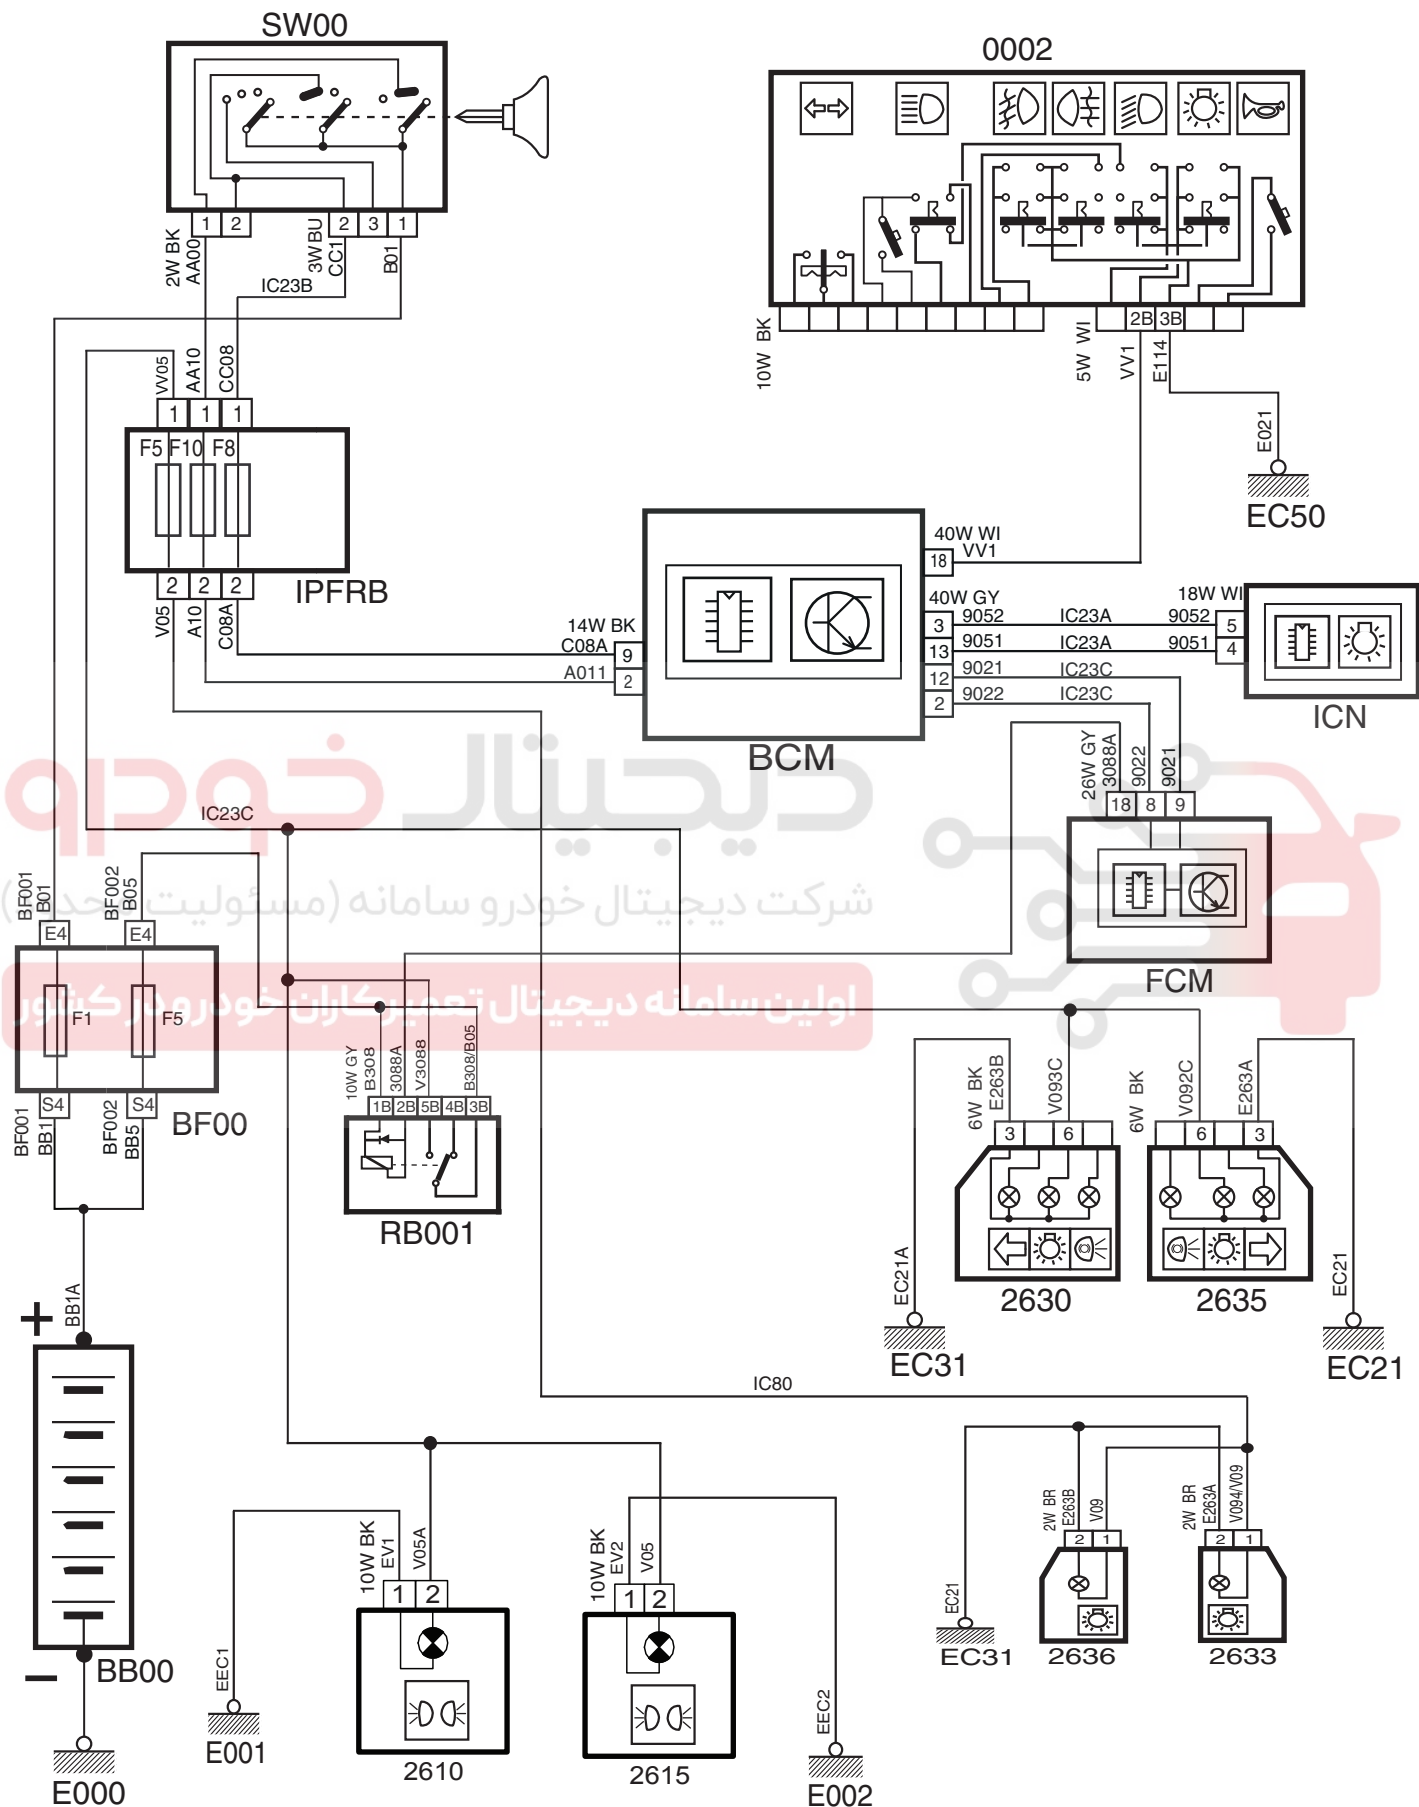 SW00
0002
1
2
2
3
1
2W BK
AA00
3W BU
CC1
B01
IC23B
10W BK
5W WI
2B
3B
VV1
E114
E021
EC50
VV05
AA10
CC08
1
1
1
F5
F10
F8
2
2
2
IPFRB
V05
A10
C08A
40W WI
18
VV1
40W GY
18W WI
14W BK
C08A
9
3
9052
IC23A
9052
5
13
9051
IC23A
9051
4
A011
2
12
9021
IC23C
2
9022
IC23C
ICN
BCM
26W GY
3088A
9022
9021
18
8
9
دیجیتال خودرو
IC23C
شرکت دیجیتال خودرو سامانه (مسئولیت محدود)
BF001
B01
BF002
B05
E4
E4
FCM
اولین سامانه دیجیتال تعمیرکاران خودرو در کشور
F1
F5
10W GY
B308
3088A
V3088
B308/B05
6W BK
E263B
V093C
6W BK
V092C
E263A
S4
S4
1B
2B
5B
4B
3B
BF00
BF001
BB1
BF002
BB5
3
6
6
3
RB001
EC21A
EC21
2630
2635
BB1A
+
EC31
EC21
IC80
2W BR
E263B
V09
2W BR
E263A
V094/V09
10W BK
EV1
V05A
10W BK
EV2
V05
2
1
2
1
1
2
1
2
EC21
EC31
2636
2633
EEC1
EEC2
BB00
–
E001
2610
2615
E000
E002